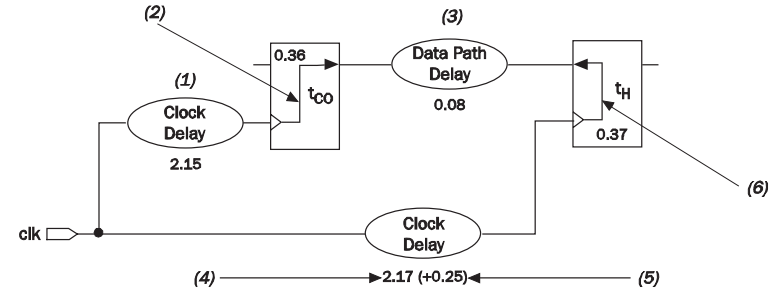 (2)
(3)
0.36
Data Path
Delay
(1)
t_CO
t_H
Clock
Delay
0.08
0.37
2.15
(6)
clk
Clock
Delay
(4)
2.17 (+0.25)
(5)